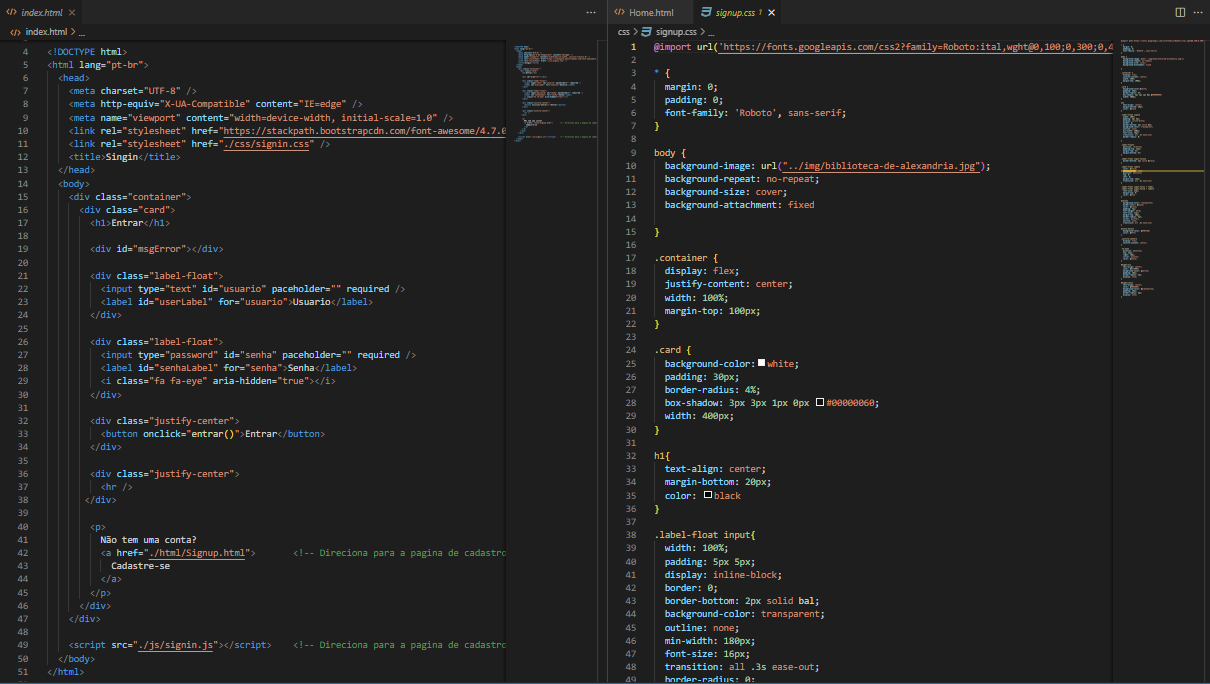 index.html
index.html > ...
4 <!DOCTYPE html>
5 <html lang="pt-br">
6 <head>
7 <meta charset="UTF-8" />
8 <meta http-equiv="X-UA-Compatible" content="IE=edge" />
9 <meta name="viewport" content="width=device-width, initial-scale=1.0" />
10 <link rel="stylesheet" href="https://stackpath.bootstrapcdn.com/font-awesome/4.7.0
11 <link rel="stylesheet" href="./css/signin.css" />
12 <title>Singin</title>
13 </head>
14 <body>
15 <div class="container">
16 <div class="card">
17 <h1>Entrar</h1>
18
19 <div id="msgError"></div>
20
21 <div class="label-float">
22 <input type="text" id="usuario" paceholder="" required />
23 <label id="userLabel" for="usuario">Usuario</label>
24 </div>
25
26 <div class="label-float">
27 <input type="password" id="senha" paceholder="" required />
28 <label id="senhaLabel" for="senha">Senha</label>
29 <i class="fa fa-eye" aria-hidden="true"></i>
30 </div>
31
32 <div class="justify-center">
33 <button onclick="entrar()">Entrar</button>
34 </div>
35
36 <div class="justify-center">
37 <hr />
38 </div>
39
40 <p>
41 Não tem uma conta?
42 <a href="./html/Signup.html"> <!-- Direciona para a pagina de cadastro
43 Cadastre-se
44 </a>
45 </p>
46 </div>
47 </div>
48
49 <script src="./js/signin.js"></script> <!-- Direciona para a pagina de cadastro
50 </body>
51 </html>
Home.html
signup.css 1
css > signup.css > ...
1 @import url('https://fonts.googleapis.com/css2?family=Roboto:ital,wght@0,100;0,300;0,4
2
3 * {
4 margin: 0;
5 padding: 0;
6 font-family: 'Roboto', sans-serif;
7 }
8
9 body {
10 background-image: url("../img/biblioteca-de-alexandria.jpg");
11 background-repeat: no-repeat;
12 background-size: cover;
13 background-attachment: fixed
14
15 }
16
17 .container {
18 display: flex;
19 justify-content: center;
20 width: 100%;
21 margin-top: 100px;
22 }
23
24 .card {
25 background-color: white;
26 padding: 30px;
27 border-radius: 4%;
28 box-shadow: 3px 3px 1px 0px #00000060;
29 width: 400px;
30 }
31
32 h1{
33 text-align: center;
34 margin-bottom: 20px;
35 color: black
36 }
37
38 .label-float input{
39 width: 100%;
40 padding: 5px 5px;
41 display: inline-block;
42 border: 0;
43 border-bottom: 2px solid bal;
44 background-color: transparent;
45 outline: none;
46 min-width: 180px;
47 font-size: 16px;
48 transition: all .3s ease-out;
49 border-radius: 0;